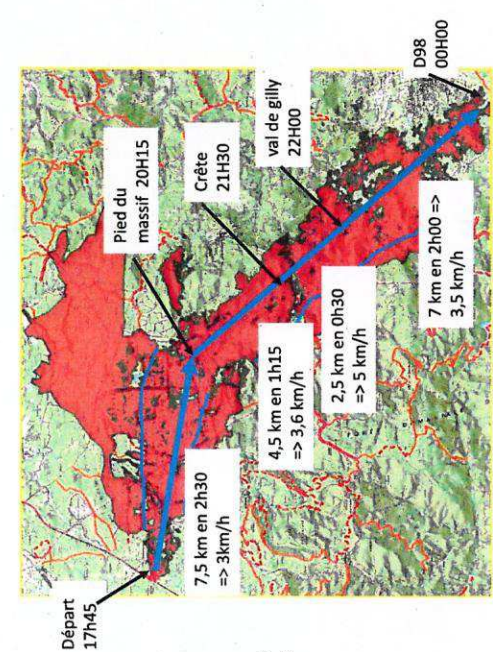 Départ
17h45
Pied du
massif 20H15
Crête
21H30
val de gilly
22H00
D98
00H00
7,5 km en 2h30
=> 3km/h
4,5 km en 1h15
=> 3,6 km/h
2,5 km en 0h30
=> 5 km/h
7 km en 2h00 =>
3,5 km/h